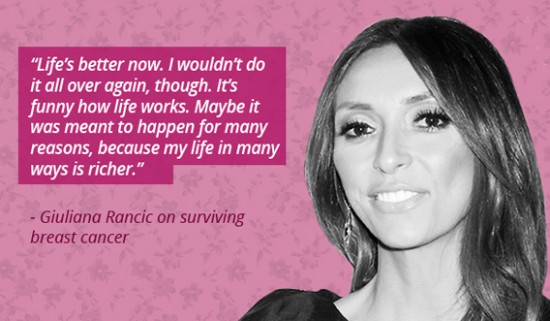 “Life’s better now. I wouldn’t do
it all over again, though. It’s
funny how life works. Maybe it
was meant to happen for many
reasons, because my life in many
ways is richer.”
- Giuliana Rancic on surviving
breast cancer